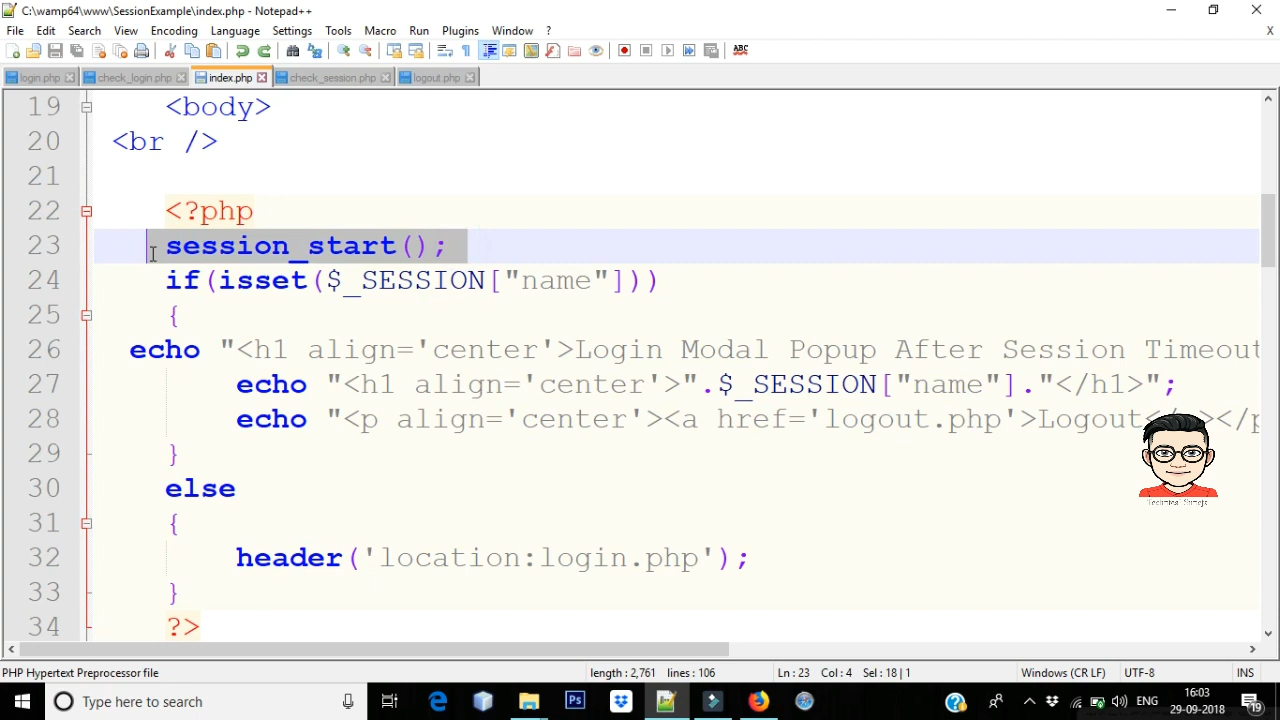 C:\wamp64\www\SessionExample\index.php - Notepad++
File Edit Search View Encoding Language Settings Tools Macro Run Plugins Window ? X
login.php check_login.php index.php check_session.php logout.php
19 <body>
20 <br />
21
22 <?php
23 session_start();
24 if(isset($_SESSION["name"]))
25 {
26 echo "<h1 align='center'>Login Modal Popup After Session Timeout
27 echo "<h1 align='center'>".$_SESSION["name"]."</h1>";
28 echo "<p align='center'><a href='logout.php'>Logout</ ></p
29 }
30 else
31 {
32 header('location:login.php');
33 }
34 ?>
PHP Hypertext Preprocessor file length : 2,761 lines : 106 Ln : 23 Col : 4 Sel : 18 | 1 Windows (CR LF) UTF-8 INS
Type here to search ENG 16:03
29-09-2018 19